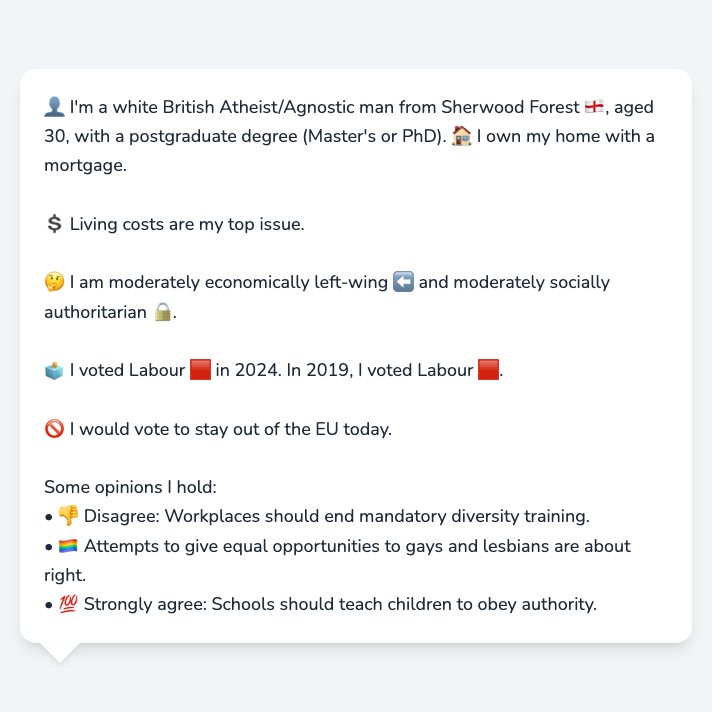 👤 I'm a white British Atheist/Agnostic man from Sherwood Forest 🏴󠁧󠁢󠁥󠁮󠁧󠁿, aged
30, with a postgraduate degree (Master's or PhD). 🏠 I own my home with a
mortgage.
💲 Living costs are my top issue.
🤔 I am moderately economically left-wing ⬅️ and moderately socially
authoritarian 🔒.
🗳️ I voted Labour 🟥 in 2024. In 2019, I voted Labour 🟥.
🚫 I would vote to stay out of the EU today.
Some opinions I hold:
• 👎 Disagree: Workplaces should end mandatory diversity training.
• 🏳️‍🌈 Attempts to give equal opportunities to gays and lesbians are about
right.
• 💯 Strongly agree: Schools should teach children to obey authority.